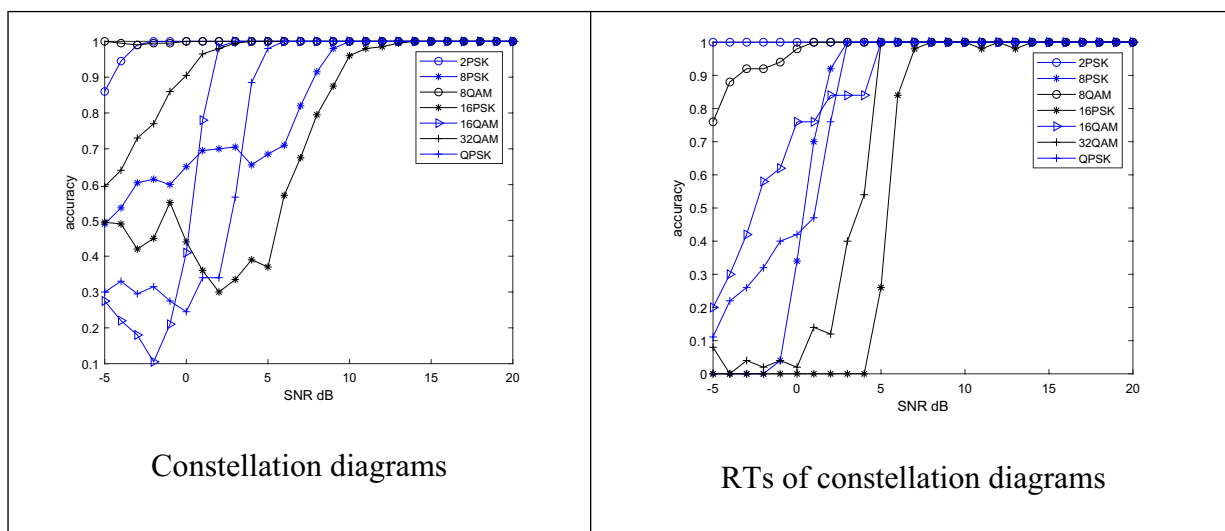 1
0.9
0.8
0.7
0.6
0.5
0.4
0.3
0.2
0.1
accuracy
-5 0 5 10 15 20
SNR dB
2PSK
8PSK
8QAM
16PSK
16QAM
32QAM
QPSK
Constellation diagrams
1
0.9
0.8
0.7
0.6
0.5
0.4
0.3
0.2
0.1
0
accuracy
-5 0 5 10 15 20
SNR dB
2PSK
8PSK
8QAM
16PSK
16QAM
32QAM
QPSK
RTs of constellation diagrams